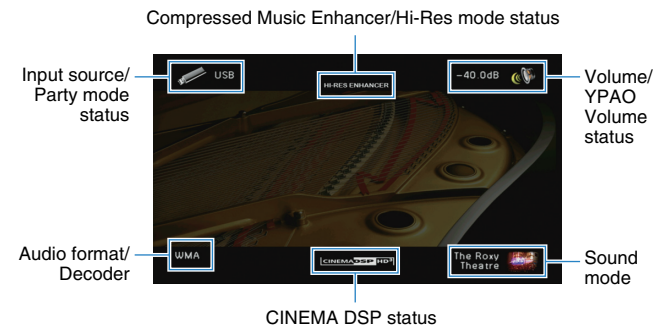 Compressed Music Enhancer/Hi-Res mode status
Input source/
Party mode
status
USB
HI-RES ENHANCER
-40.0dB
Volume/
YPAO
Volume
status
Audio format/
Decoder
WMA
CINEMA DSP HD³
The Roxy
Theatre
Sound
mode
CINEMA DSP status